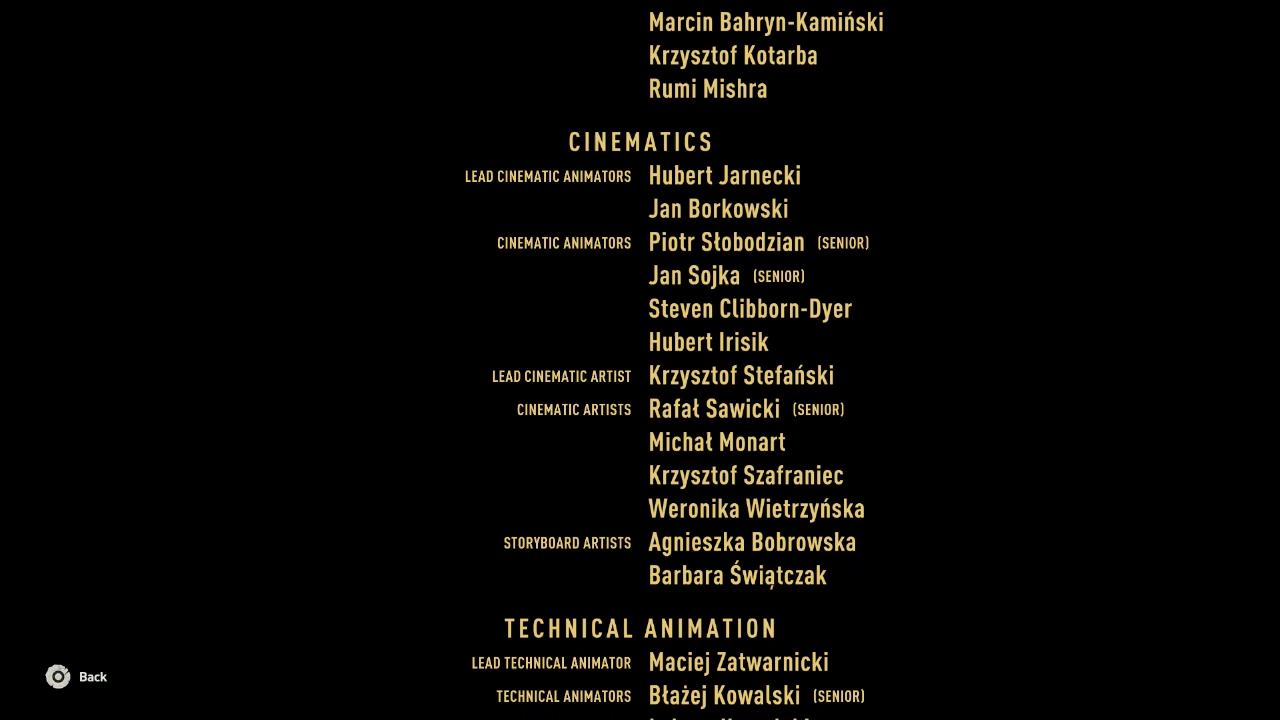 Marcin Bahryn-Kamiński
Krzysztof Kotarba
Rumi Mishra
CINEMATICS
LEAD CINEMATIC ANIMATORS Hubert Jarnecki
Jan Borkowski
CINEMATIC ANIMATORS Piotr Słobodzian (SENIOR)
Jan Sojka (SENIOR)
Steven Clibborn-Dyer
Hubert Irisik
LEAD CINEMATIC ARTIST Krzysztof Stefański
CINEMATIC ARTISTS Rafał Sawicki (SENIOR)
Michał Monart
Krzysztof Szafraniec
Weronika Wietrzyńska
STORYBOARD ARTISTS Agnieszka Bobrowska
Barbara Świątczak
TECHNICAL ANIMATION
LEAD TECHNICAL ANIMATOR Maciej Zatwarnicki
TECHNICAL ANIMATORS Błażej Kowalski (SENIOR)
Back